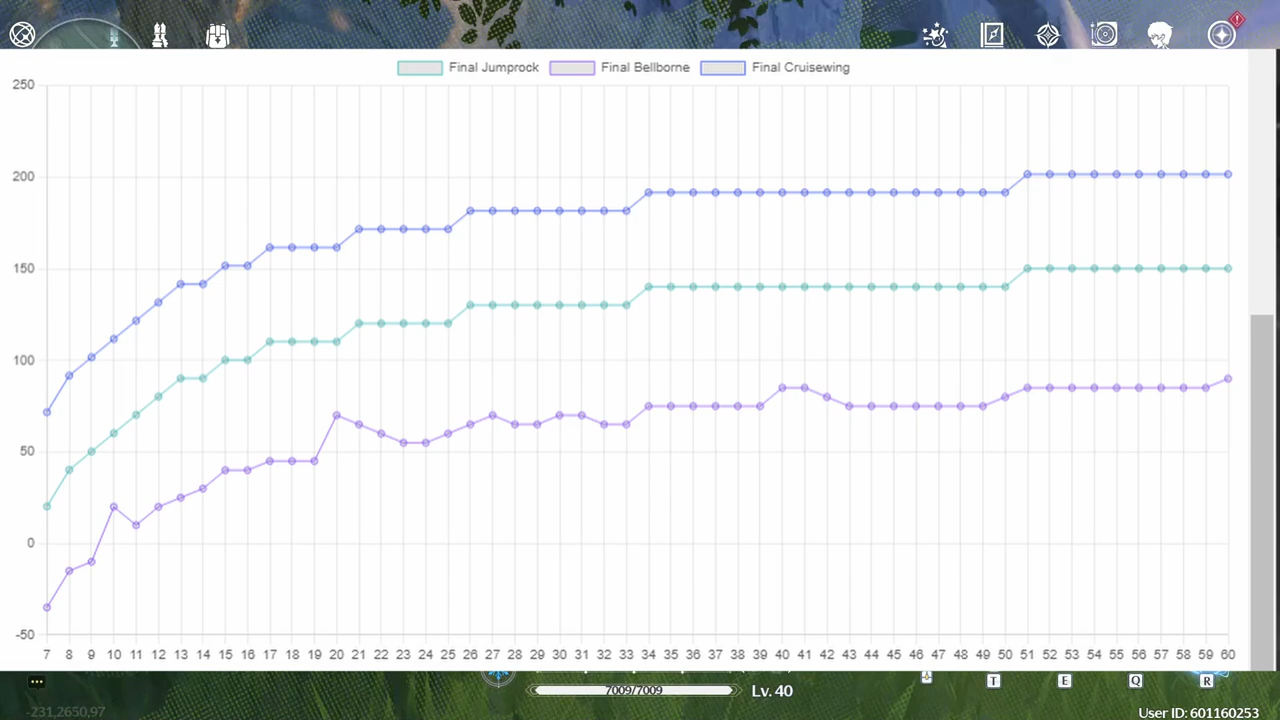 Final Jumprock Final Bellborne Final Cruisewing
250
200
150
100
50
0
-50
7 8 9 10 11 12 13 14 15 16 17 18 19 20 21 22 23 24 25 26 27 28 29 30 31 32 33 34 35 36 37 38 39 40 41 42 43 44 45 46 47 48 49 50 51 52 53 54 55 56 57 58 59 60
7009/7009 Lv. 40 T E Q R
-231,2650,97
User ID: 601160253